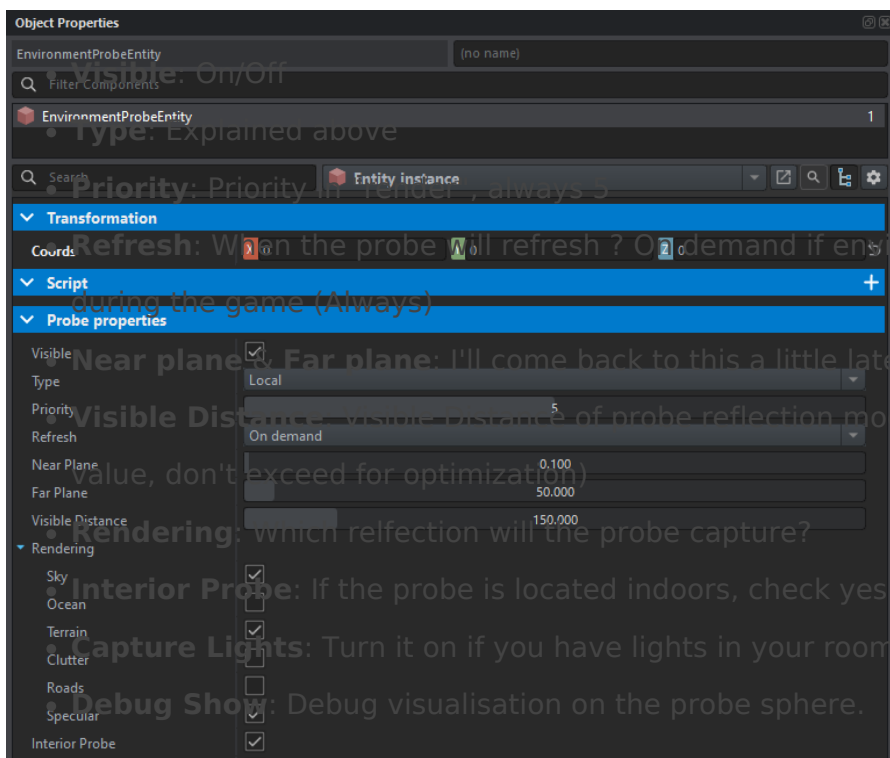 Object Properties
EnvironmentProbeEntity (no name)
• Visible: On/Off
Filter Components
EnvironmentProbeEntity 1
• Type: Explained above
Search Entity instance
• Priority: Priority in "render", always 5
Transformation
• Refresh: When the probe will refresh ? On demand if envi
Coords X 0 0 Z 0
Script
during the game (Always)
Probe properties
Visible
• Near plane & Far plane: I'll come back to this a little late
Type Local
Priority 5
• Visible Distance: Visible Distance of probe reflection mo
Refresh On demand
Near Plane 0.100
value, don't exceed for optimization)
Far Plane 50.000
Visible Distance 150.000
• Rendering: Which relfection will the probe capture?
Rendering
Sky
• Interior Probe: If the probe is located indoors, check yes
Ocean
Terrain
• Capture Lights: Turn it on if you have lights in your room
Clutter
Roads
• Debug Show: Debug visualisation on the probe sphere.
Specular
Interior Probe